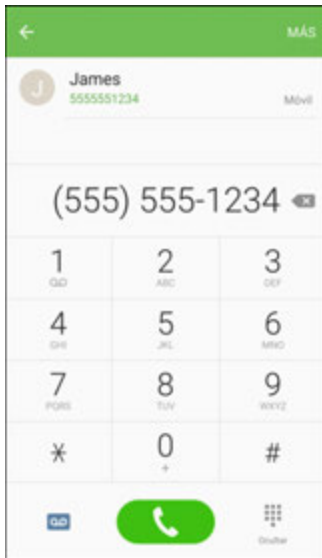 MÁS
J James
5555551234 Móvil
(555) 555-1234
1 2 3
ABC DEF
4 5 6
GHI JKL MNO
7 8 9
PQRS TUV WXYZ
* 0 #
+
Ocultar